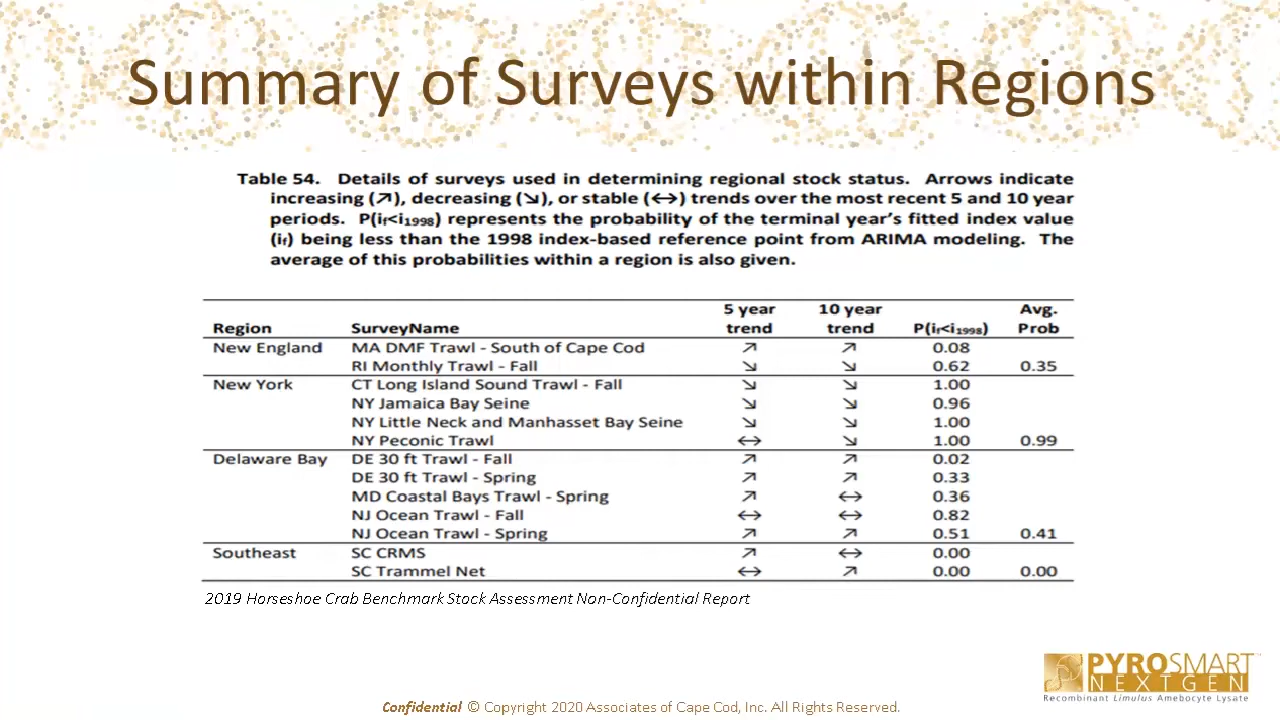 Summary of Surveys within Regions
Table 54. Details of surveys used in determining regional stock status. Arrows indicate
increasing (↗), decreasing (↘), or stable (↔) trends over the most recent 5 and 10 year
periods. P(if<i1998) represents the probability of the terminal year's fitted index value
(if) being less than the 1998 index-based reference point from ARIMA modeling. The
average of this probabilities within a region is also given.
Region SurveyName 5 year trend 10 year trend P(if<i1998) Avg. Prob
New England MA DMF Trawl - South of Cape Cod ↗ ↗ 0.08
RI Monthly Trawl - Fall ↘ ↘ 0.62 0.35
New York CT Long Island Sound Trawl - Fall ↘ ↘ 1.00
NY Jamaica Bay Seine ↘ ↘ 0.96
NY Little Neck and Manhasset Bay Seine ↘ ↘ 1.00
NY Peconic Trawl ↔ ↘ 1.00 0.99
Delaware Bay DE 30 ft Trawl - Fall ↗ ↗ 0.02
DE 30 ft Trawl - Spring ↗ ↗ 0.33
MD Coastal Bays Trawl - Spring ↗ ↔ 0.36
NJ Ocean Trawl - Fall ↔ ↔ 0.82
NJ Ocean Trawl - Spring ↗ ↗ 0.51 0.41
Southeast SC CRMS ↗ ↔ 0.00
SC Trammel Net ↔ ↗ 0.00 0.00
2019 Horseshoe Crab Benchmark Stock Assessment Non-Confidential Report
PYROSMART
NEXTGEN
Recombinant Limulus Amebocyte Lysate
Confidential © Copyright 2020 Associates of Cape Cod, Inc. All Rights Reserved.